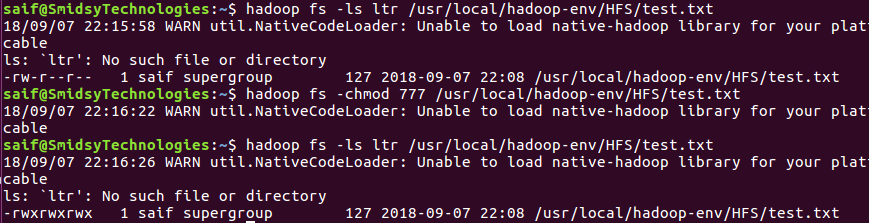 saif@SmidsyTechnologies:~$ hadoop fs -ls ltr /usr/local/hadoop-env/HFS/test.txt
18/09/07 22:15:58 WARN util.NativeCodeLoader: Unable to load native-hadoop library for your plat
cable
ls: `ltr': No such file or directory
-rw-r--r--   1 saif supergroup        127 2018-09-07 22:08 /usr/local/hadoop-env/HFS/test.txt
saif@SmidsyTechnologies:~$ hadoop fs -chmod 777 /usr/local/hadoop-env/HFS/test.txt
18/09/07 22:16:22 WARN util.NativeCodeLoader: Unable to load native-hadoop library for your platf
cable
saif@SmidsyTechnologies:~$ hadoop fs -ls ltr /usr/local/hadoop-env/HFS/test.txt
18/09/07 22:16:26 WARN util.NativeCodeLoader: Unable to load native-hadoop library for your platf
cable
ls: `ltr': No such file or directory
-rwxrwxrwx   1 saif supergroup        127 2018-09-07 22:08 /usr/local/hadoop-env/HFS/test.txt